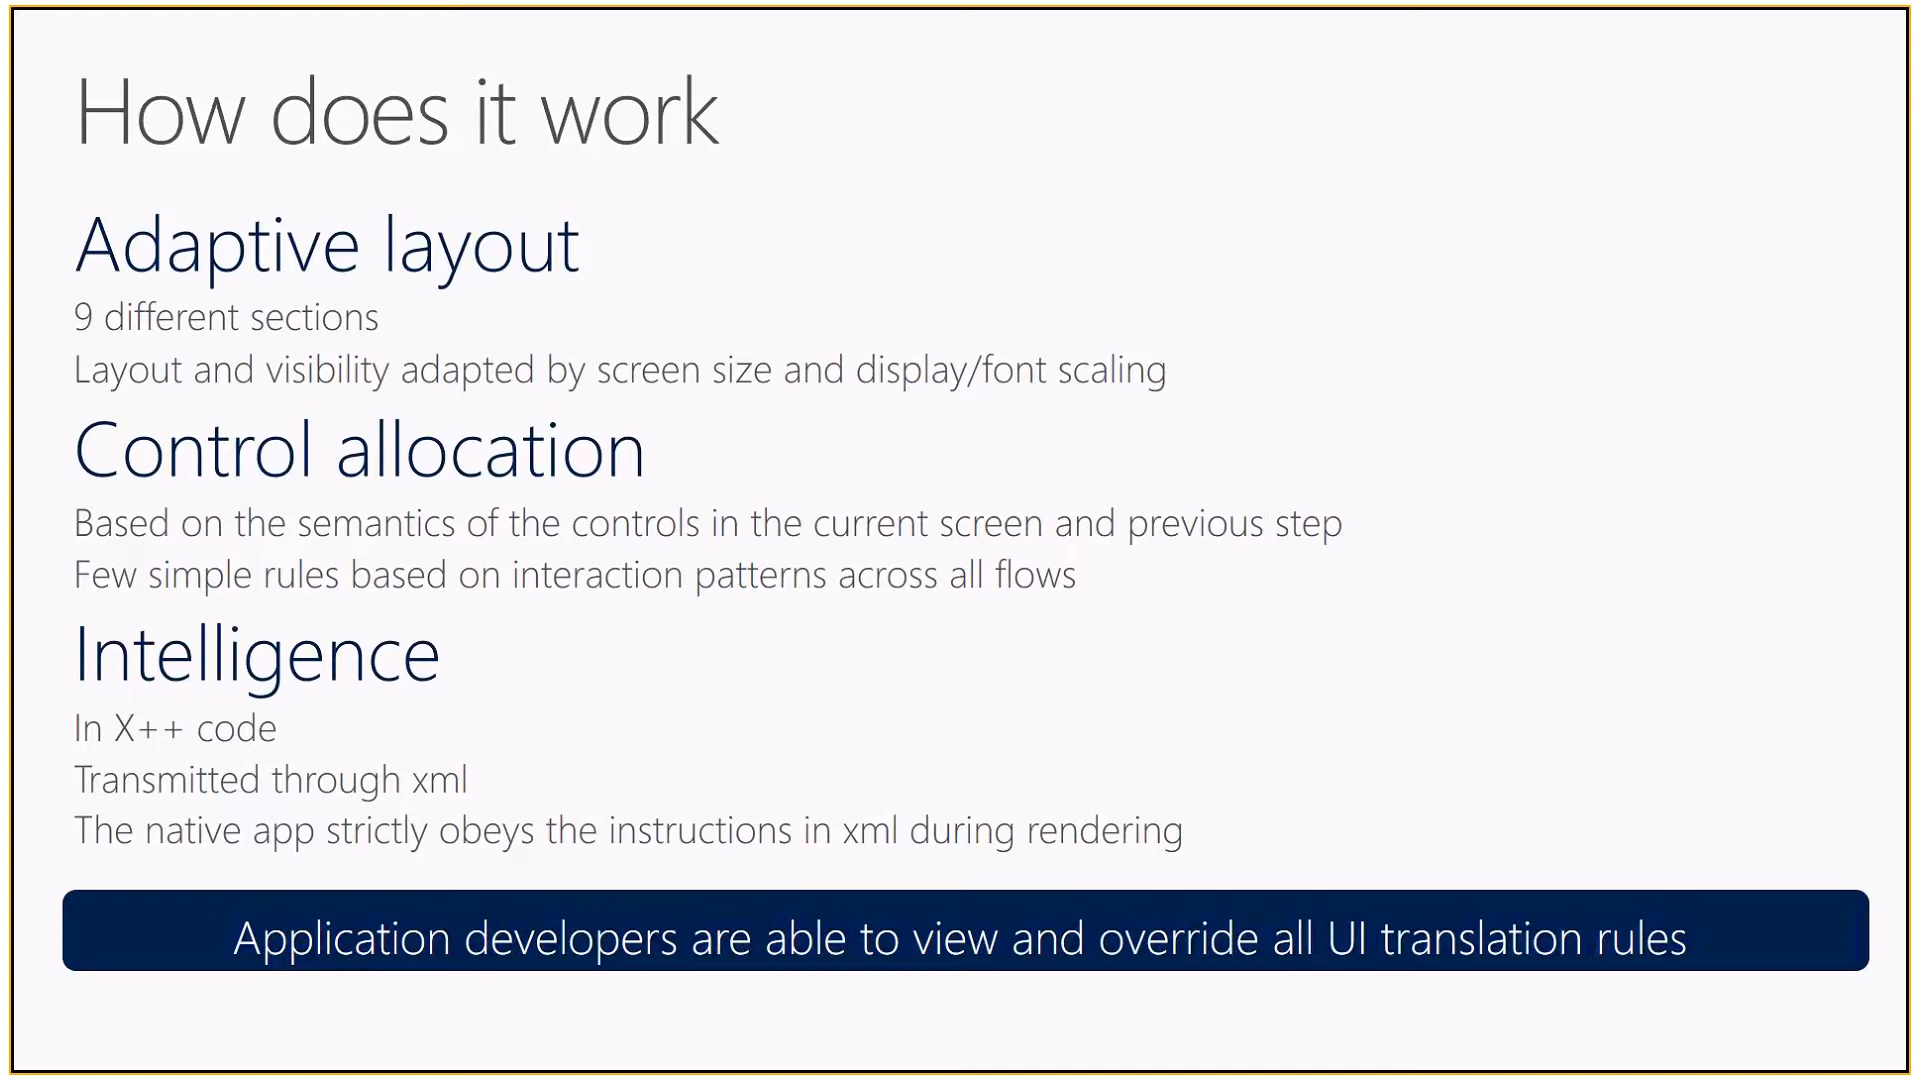 How does it work
Adaptive layout
9 different sections
Layout and visibility adapted by screen size and display/font scaling
Control allocation
Based on the semantics of the controls in the current screen and previous step
Few simple rules based on interaction patterns across all flows
Intelligence
In X++ code
Transmitted through xml
The native app strictly obeys the instructions in xml during rendering
Application developers are able to view and override all UI translation rules